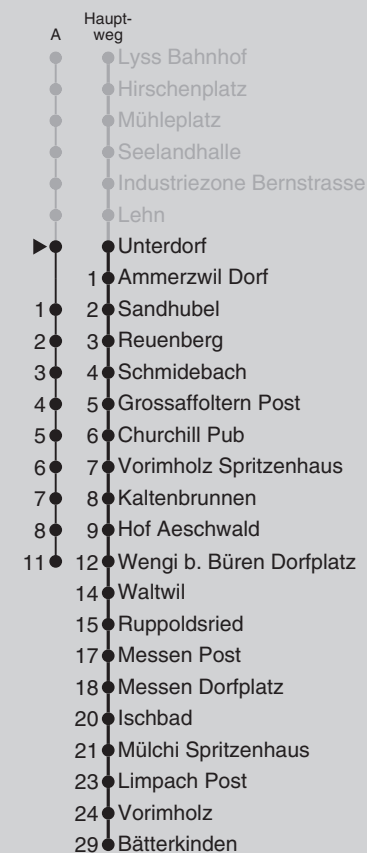 A Haupt-
weg
Lyss Bahnhof
Hirschenplatz
Mühleplatz
Seelandhalle
Industriezone Bernstrasse
Lehn
Unterdorf
1 Ammerzwil Dorf
1 2 Sandhubel
2 3 Reuenberg
3 4 Schmidebach
4 5 Grossaffoltern Post
5 6 Churchill Pub
6 7 Vorimholz Spritzenhaus
7 8 Kaltenbrunnen
8 9 Hof Aeschwald
11 12 Wengi b. Büren Dorfplatz
14 Waltwil
15 Ruppoldsried
17 Messen Post
18 Messen Dorfplatz
20 Ischbad
21 Mülchi Spritzenhaus
23 Limpach Post
24 Vorimholz
29 Bätterkinden